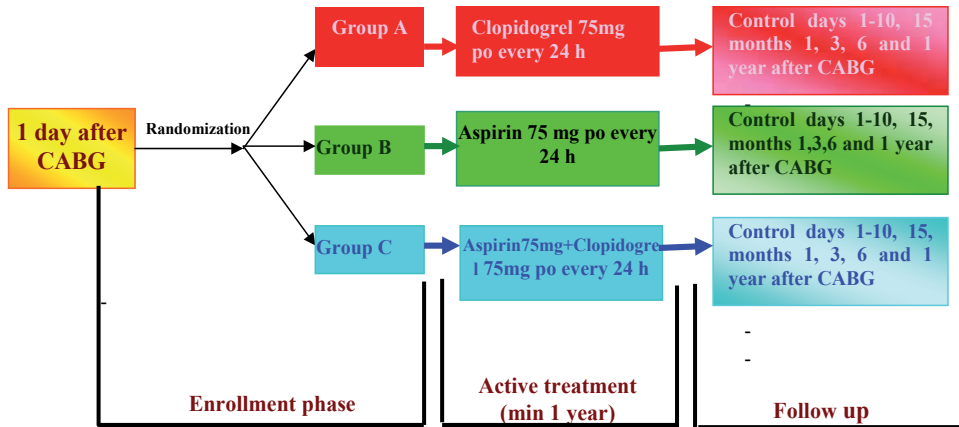 1 day after
CABG
Randomization
Group A
Clopidogrel 75mg
po every 24 h
Control days 1-10, 15
months 1, 3, 6 and 1
year after CABG
Group B
Aspirin 75 mg po every
24 h
Control days 1-10, 15,
months 1,3,6 and 1 year
after CABG
Group C
Aspirin75mg+Clopidogre
l 75mg po every 24 h
Control days 1-10, 15,
months 1, 3, 6 and 1
year after CABG
-
-
-
-
Enrollment phase
Active treatment
(min 1 year)
Follow up